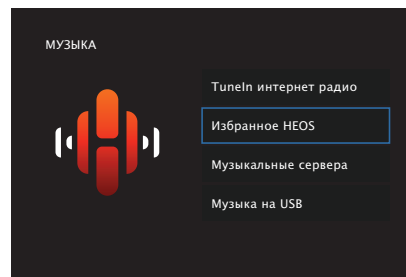 МУЗЫКА
TuneIn интернет радио
Избранное HEOS
Музыкальные сервера
Музыка на USB